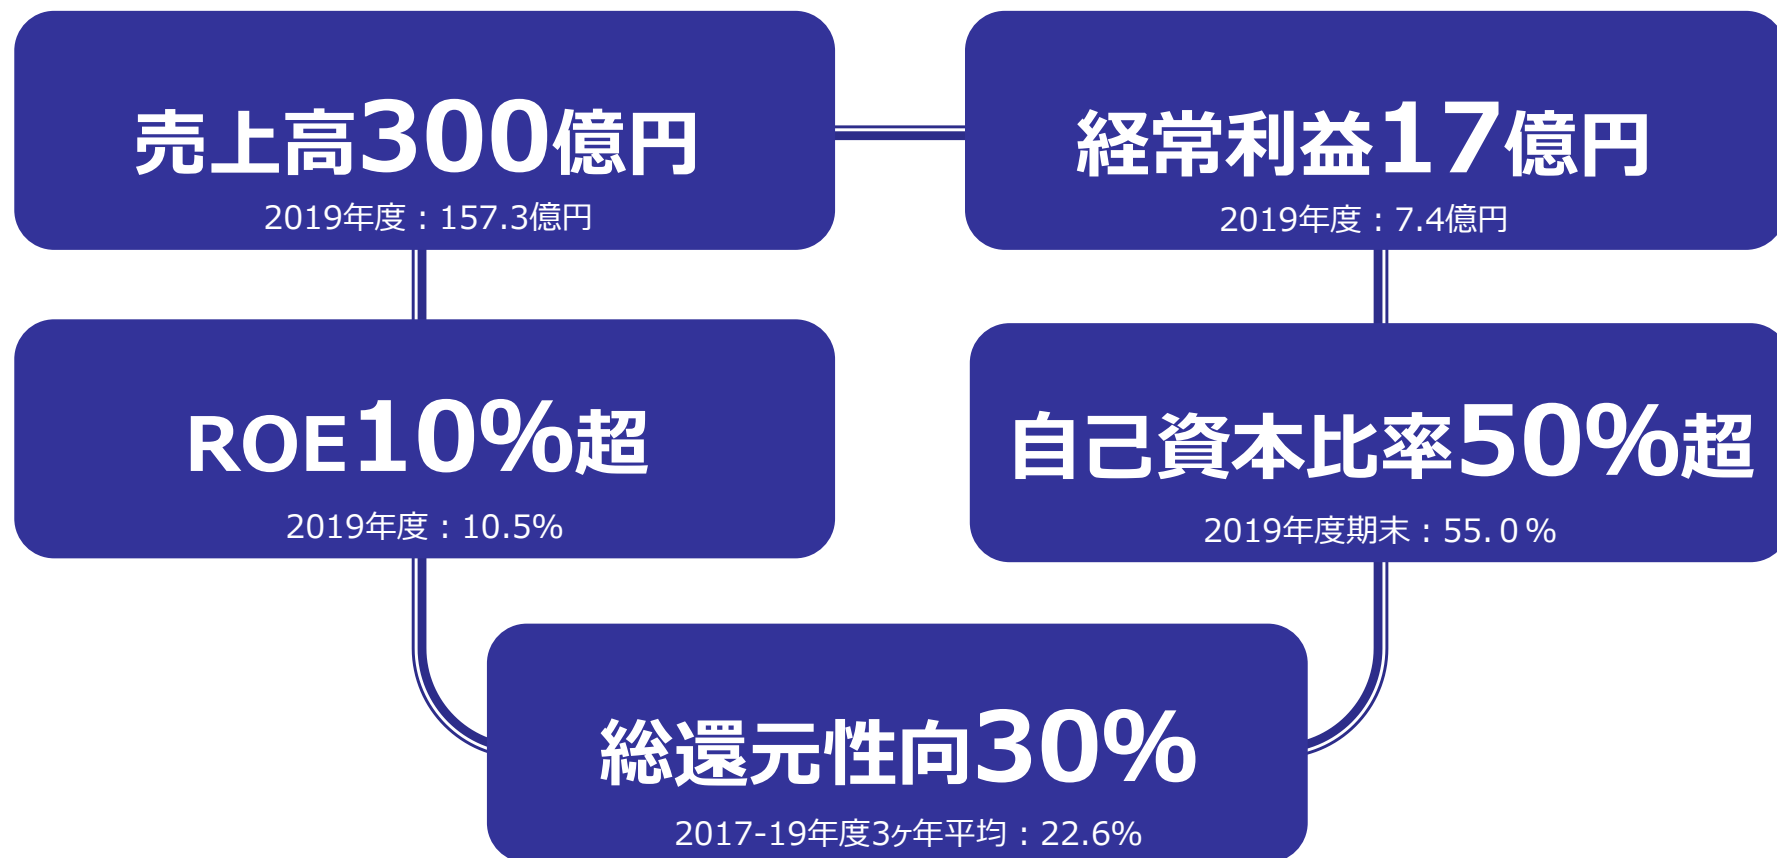 売上高300億円
2019年度：157.3億円
経常利益17億円
2019年度：7.4億円
ROE10%超
2019年度：10.5%
自己資本比率50%超
2019年度期末：55.０％
総還元性向30%
2017-19年度3ヶ年平均：22.6%